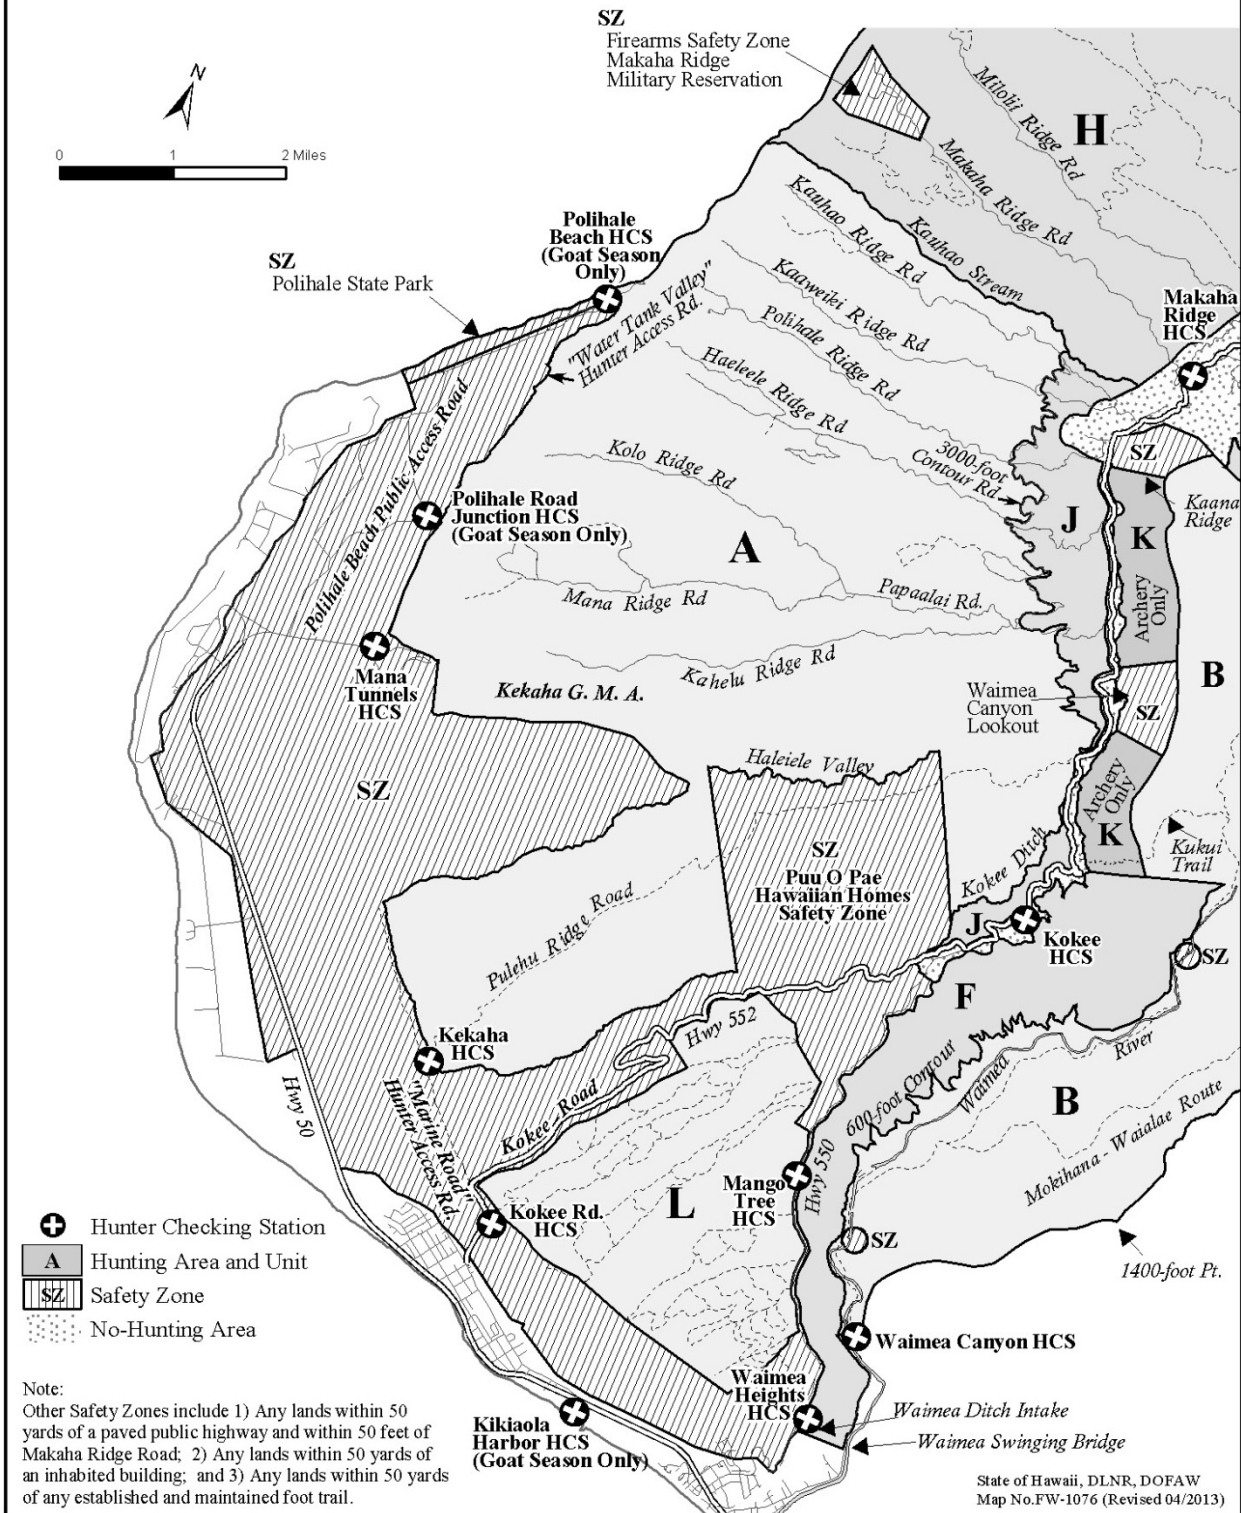 SZ
Firearms Safety Zone
Makaha Ridge
Military Reservation
N
0
1
2 Miles
Milolii Ridge Rd
H
Makaha Ridge Rd
Kauhao Ridge Rd
Kauhao Stream
Polihale
Beach HCS
(Goat Season
Only)
SZ
Polihale State Park
"Water Tank Valley"
Hunter Access Rd.
Kaaweiki Ridge Rd
Polihale Ridge Rd
Haeleele Ridge Rd
Makaha
Ridge
HCS
Polihale Beach Public Access Road
Kolo Ridge Rd
3000-foot
Contour Rd
SZ
Kaana
Ridge
Polihale Road
Junction HCS
(Goat Season Only)
A
J
K
Archery
Only
Mana Ridge Rd
Papaalai Rd.
Mana
Tunnels
HCS
Kahelu Ridge Rd
Kekaha G. M. A.
B
Waimea
Canyon
Lookout
SZ
Haleiele Valley
SZ
Archery
Only
K
Kukui
Trail
SZ
Puu O Pae
Hawaiian Homes
Safety Zone
Kokee Ditch
J
Kokee
HCS
Pulehu Ridge Road
SZ
F
Hwy 552
Kekaha
HCS
Hwy 50
"Marine Road"
Hunter Access Rd.
Kokee Road
600-foot Contour
Waimea
River
B
Mokihana - Waialae Route
Hwy 550
Mango
Tree
HCS
L
Kokee Rd.
HCS
SZ
1400-foot Pt.
Hunter Checking Station
A
Hunting Area and Unit
SZ
Safety Zone
No-Hunting Area
Waimea Canyon HCS
Waimea
Heights
HCS
Waimea Ditch Intake
Waimea Swinging Bridge
Kikiaola
Harbor HCS
(Goat Season Only)
Note:
Other Safety Zones include 1) Any lands within 50
yards of a paved public highway and within 50 feet of
Makaha Ridge Road; 2) Any lands within 50 yards of
an inhabited building; and 3) Any lands within 50 yards
of any established and maintained foot trail.
State of Hawaii, DLNR, DOFAW
Map No.FW-1076 (Revised 04/2013)